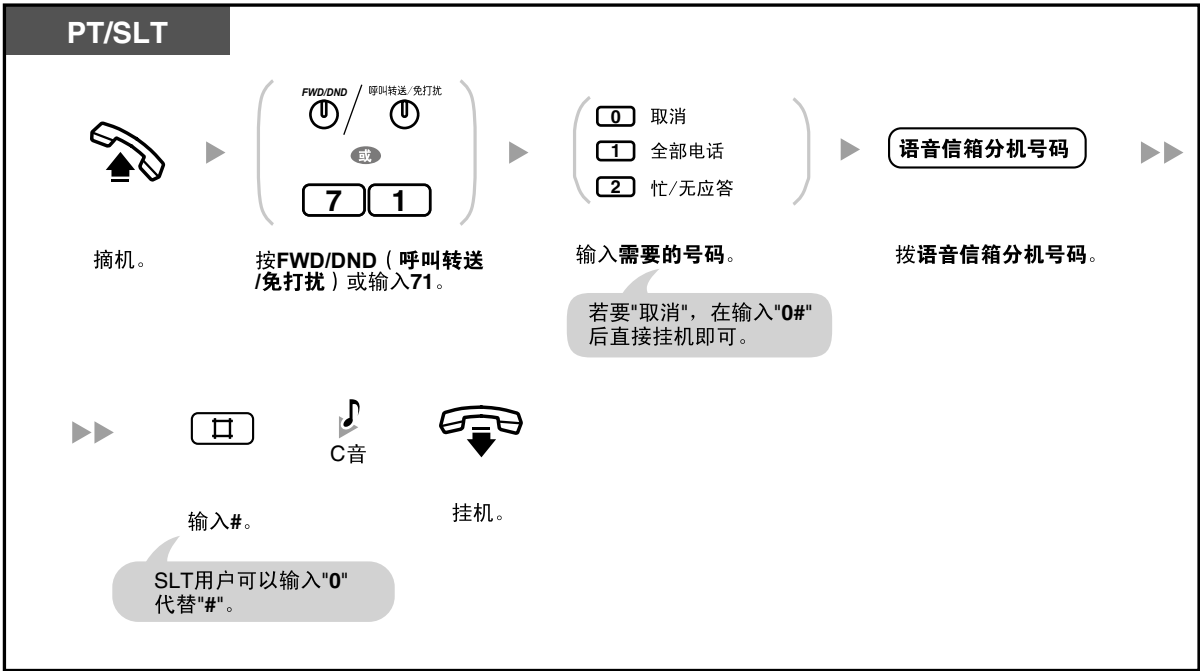 PT/SLT
FWD/DND
呼叫转送/免打扰
或
7 1
0 取消
1 全部电话
2 忙/无应答
语音信箱分机号码
摘机。
按FWD/DND（呼叫转送
/免打扰）或输入71。
输入需要的号码。
拨语音信箱分机号码。
若要"取消"，在输入"0#"
后直接挂机即可。
C音
输入#。
挂机。
SLT用户可以输入"0"
代替"#"。